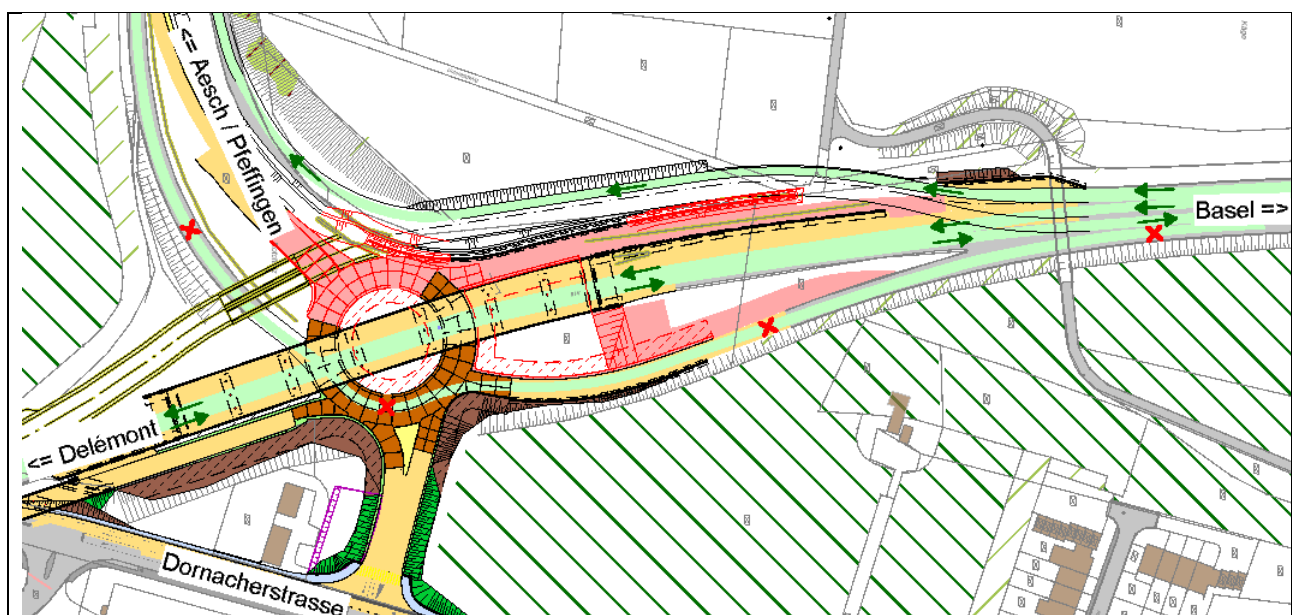 <= Aesch / Pfeffingen
Basel =>
<= Delémont
Dornacherstrasse